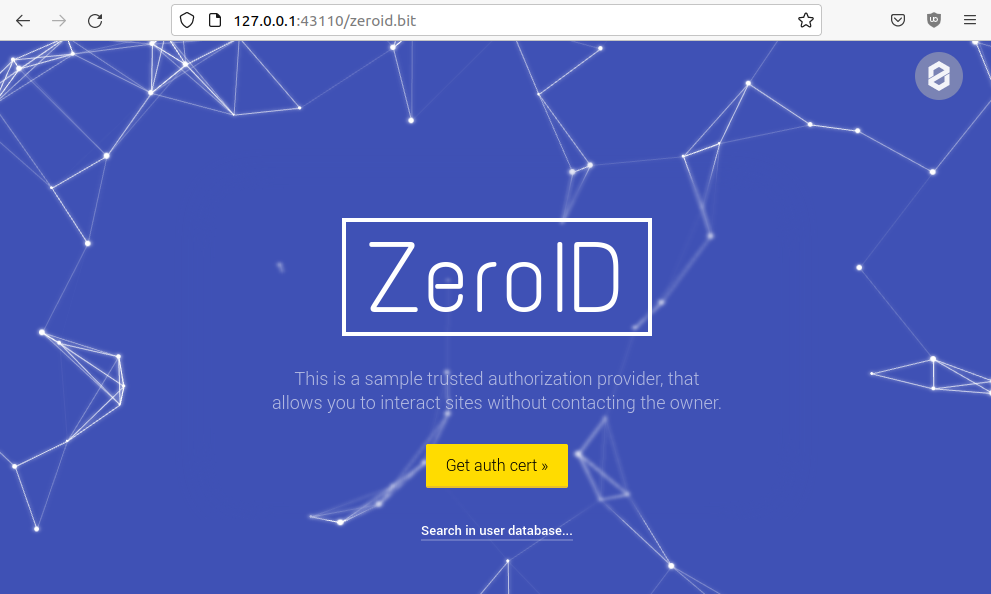 127.0.0.1:43110/zeroid.bit
ZeroID
This is a sample trusted authorization provider, that
allows you to interact sites without contacting the owner.
Get auth cert »
Search in user database...